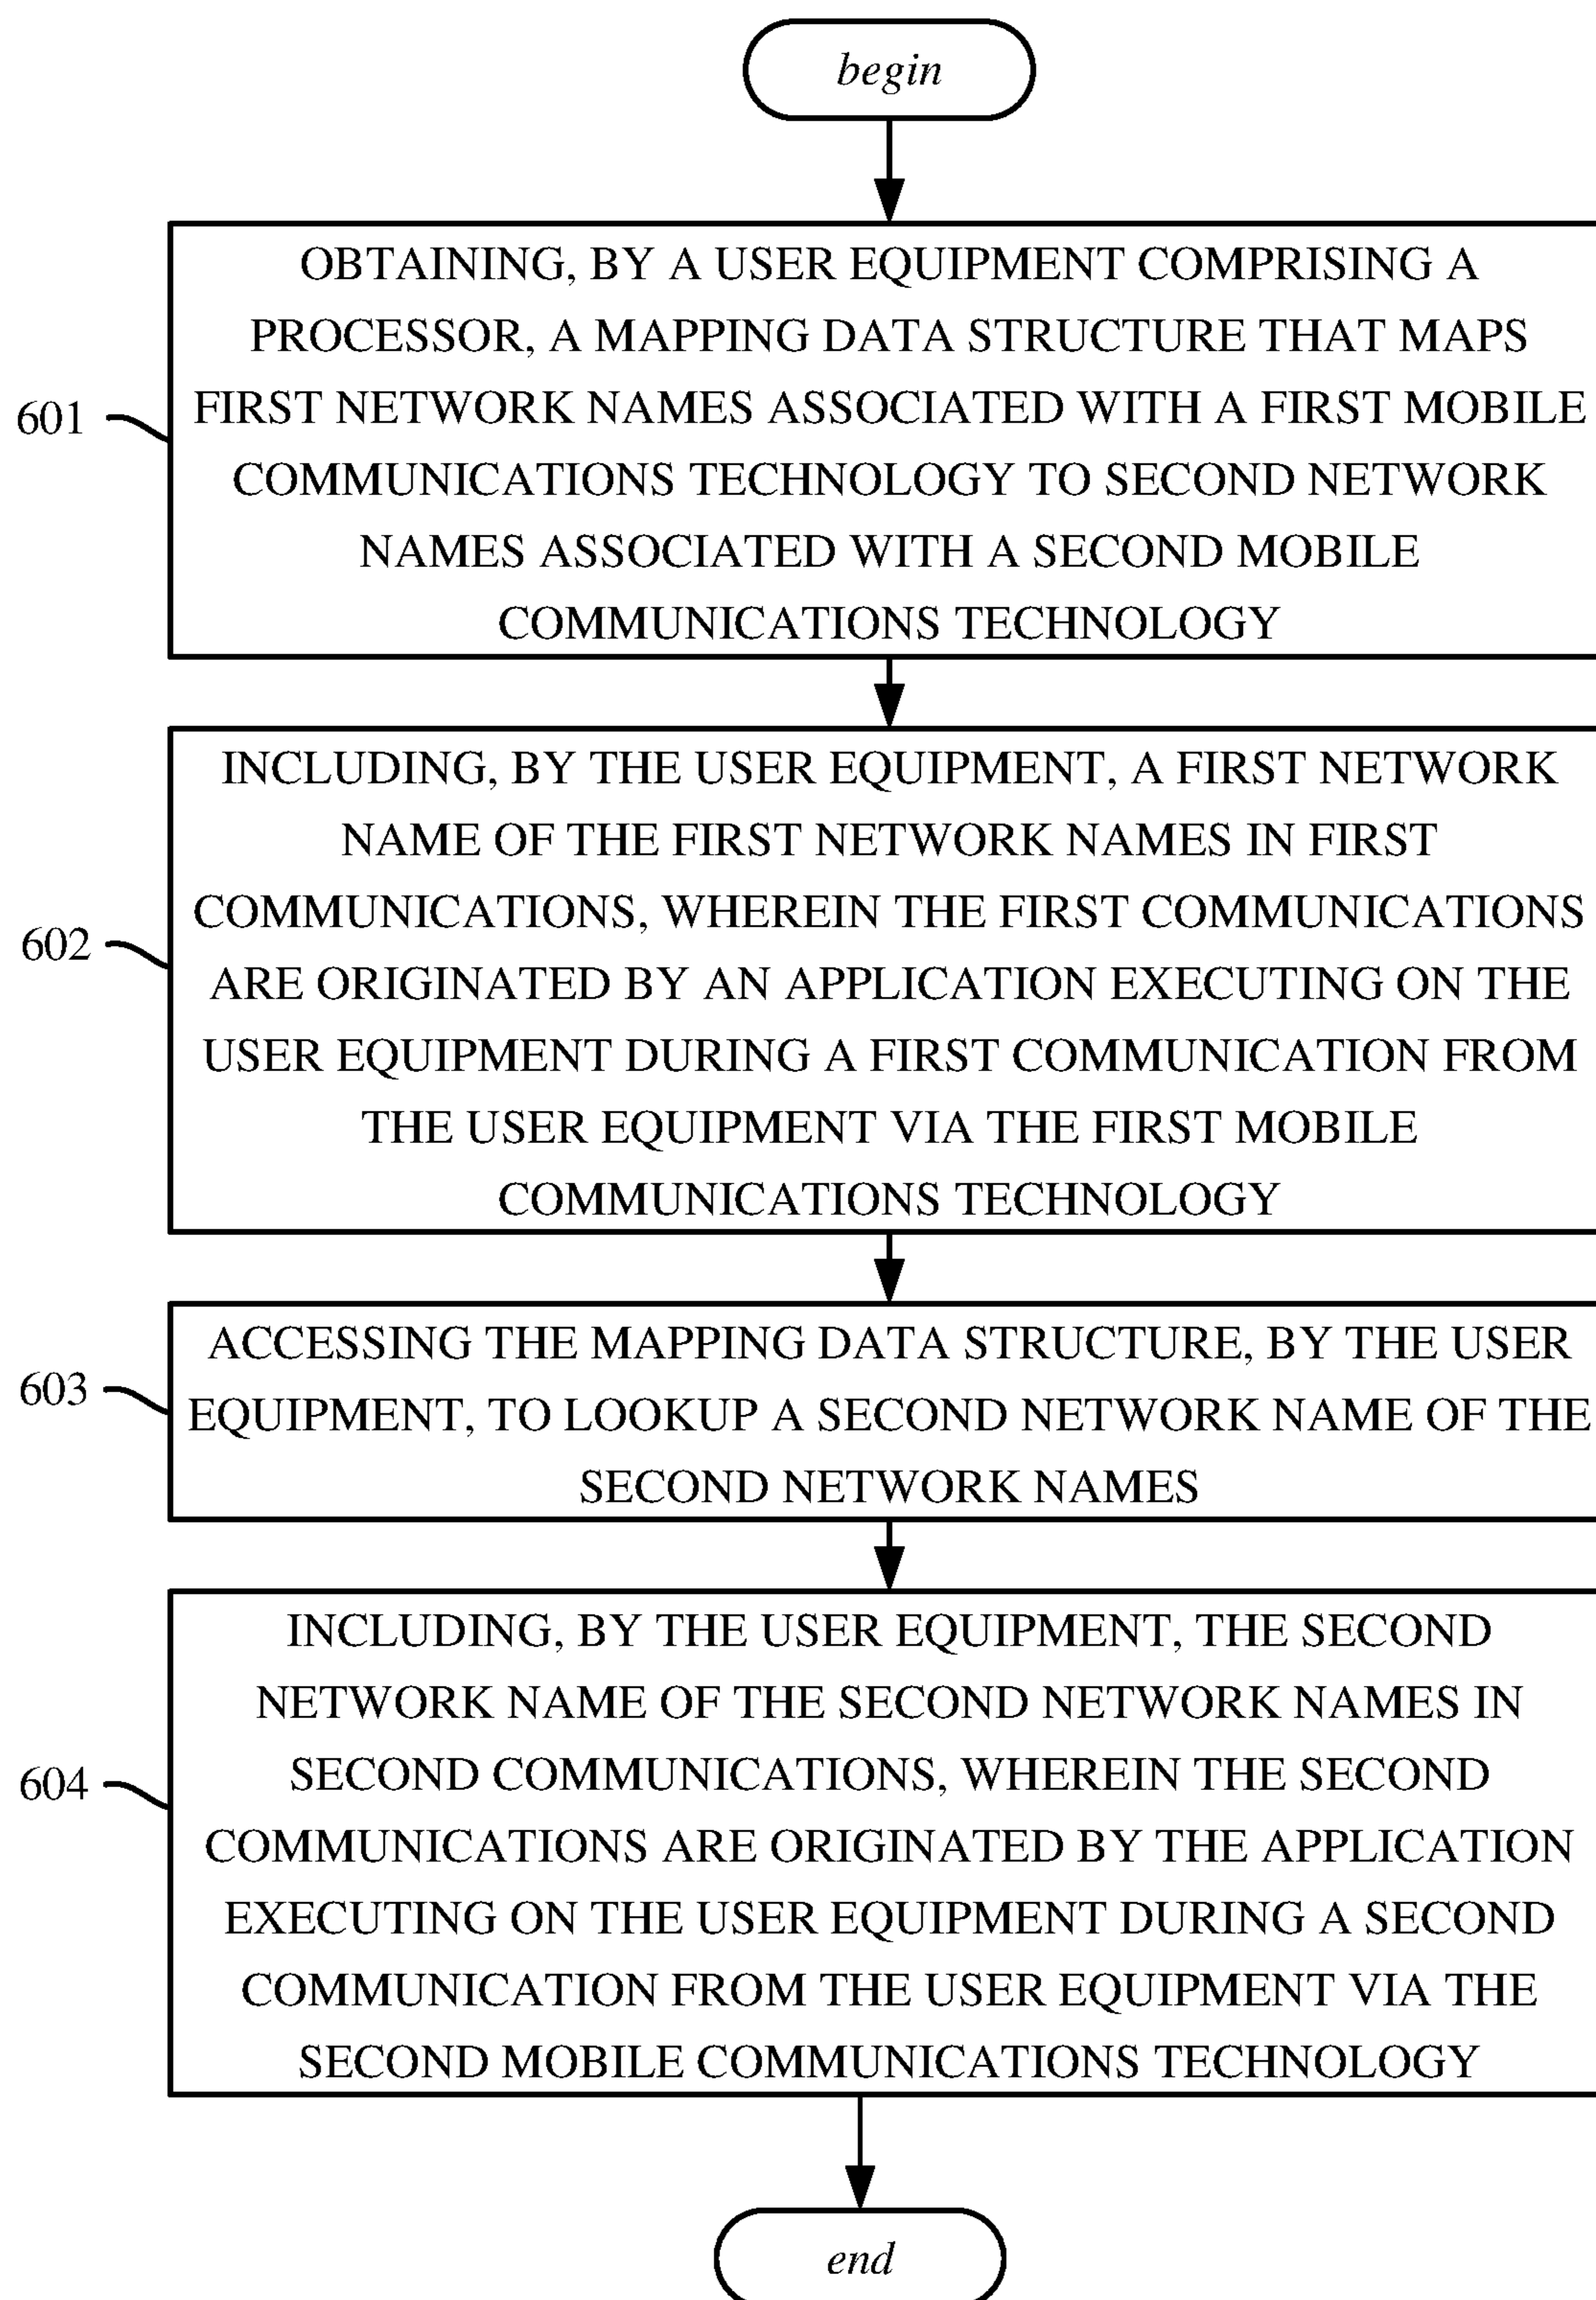 begin
OBTAINING, BY A USER EQUIPMENT COMPRISING A
PROCESSOR, A MAPPING DATA STRUCTURE THAT MAPS
FIRST NETWORK NAMES ASSOCIATED WITH A FIRST MOBILE
COMMUNICATIONS TECHNOLOGY TO SECOND NETWORK
NAMES ASSOCIATED WITH A SECOND MOBILE
COMMUNICATIONS TECHNOLOGY
601
INCLUDING, BY THE USER EQUIPMENT, A FIRST NETWORK
NAME OF THE FIRST NETWORK NAMES IN FIRST
COMMUNICATIONS, WHEREIN THE FIRST COMMUNICATIONS
ARE ORIGINATED BY AN APPLICATION EXECUTING ON THE
USER EQUIPMENT DURING A FIRST COMMUNICATION FROM
THE USER EQUIPMENT VIA THE FIRST MOBILE
COMMUNICATIONS TECHNOLOGY
602
ACCESSING THE MAPPING DATA STRUCTURE, BY THE USER
EQUIPMENT, TO LOOKUP A SECOND NETWORK NAME OF THE
SECOND NETWORK NAMES
603
INCLUDING, BY THE USER EQUIPMENT, THE SECOND
NETWORK NAME OF THE SECOND NETWORK NAMES IN
SECOND COMMUNICATIONS, WHEREIN THE SECOND
COMMUNICATIONS ARE ORIGINATED BY THE APPLICATION
EXECUTING ON THE USER EQUIPMENT DURING A SECOND
COMMUNICATION FROM THE USER EQUIPMENT VIA THE
SECOND MOBILE COMMUNICATIONS TECHNOLOGY
604
end